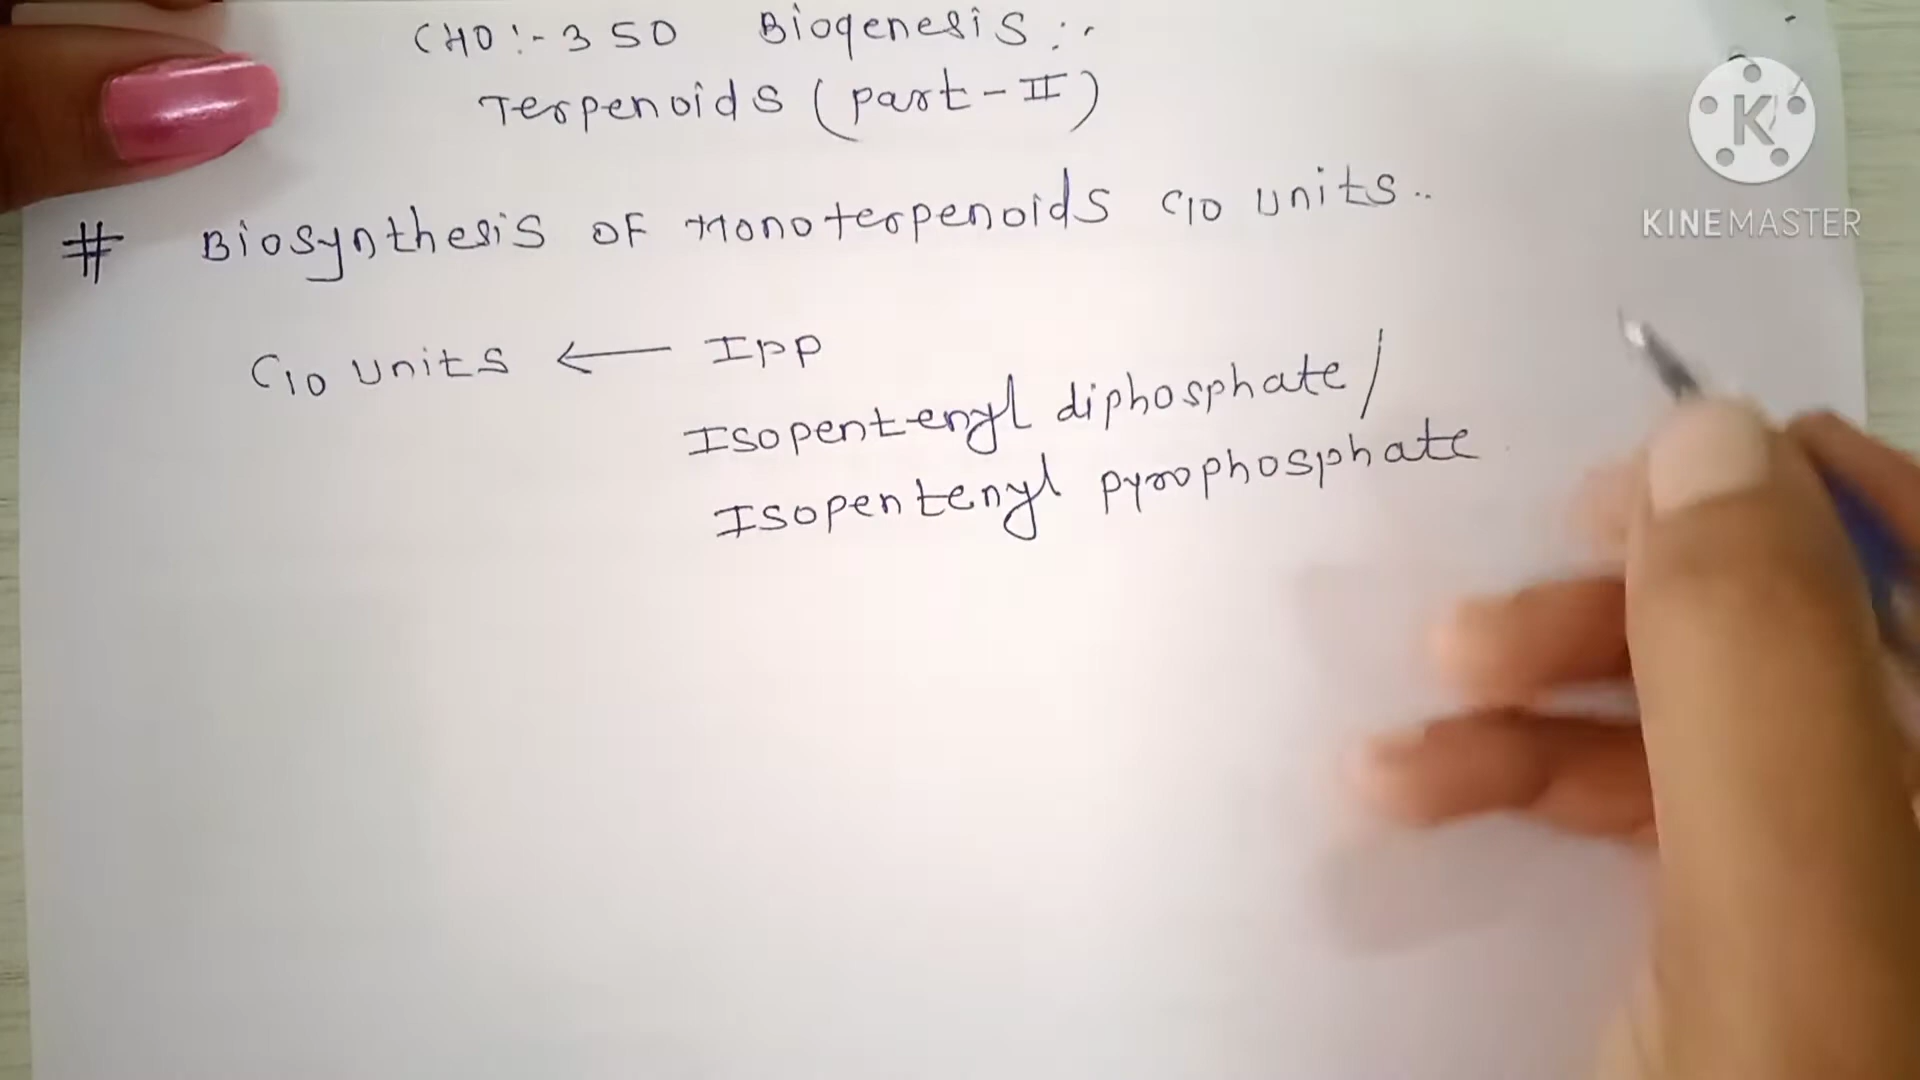 CHO:-350 Biogenesis:-
Terpenoids (part-II)
# Biosynthesis OF Monoterpenoids C10 Units..
C10 Units ← IPP
Isopentenyl diphosphate/
Isopentenyl pyrophosphate
KINEMASTER